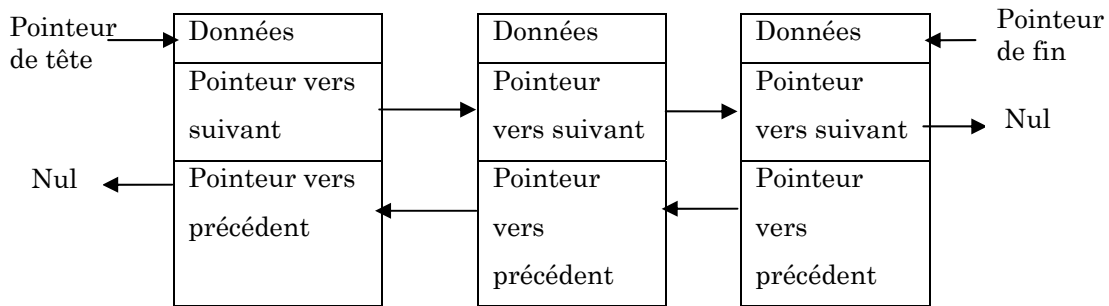 Pointeur
de tête
Données
Pointeur vers
suivant
Nul
Pointeur vers
précédent
Données
Pointeur
vers suivant
Pointeur
vers
précédent
Données
Pointeur
vers suivant
Pointeur
vers
précédent
Pointeur
de fin
Nul